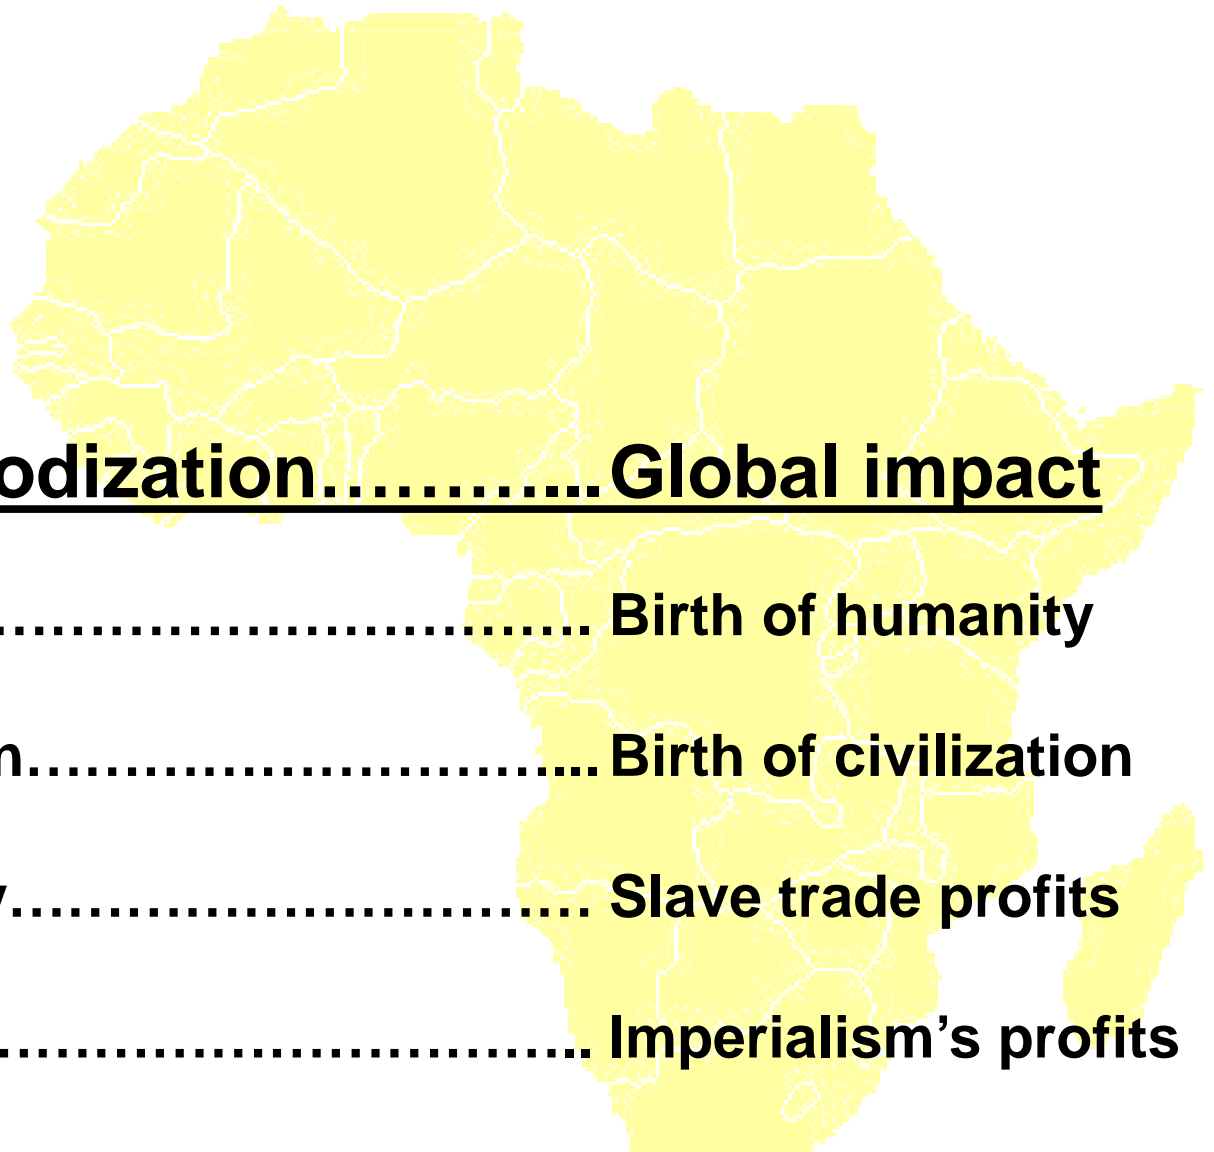 odization………... Global impact
…………………………. Birth of humanity
n………………………... Birth of civilization
y………………………… Slave trade profits
………………………….. Imperialism’s profits